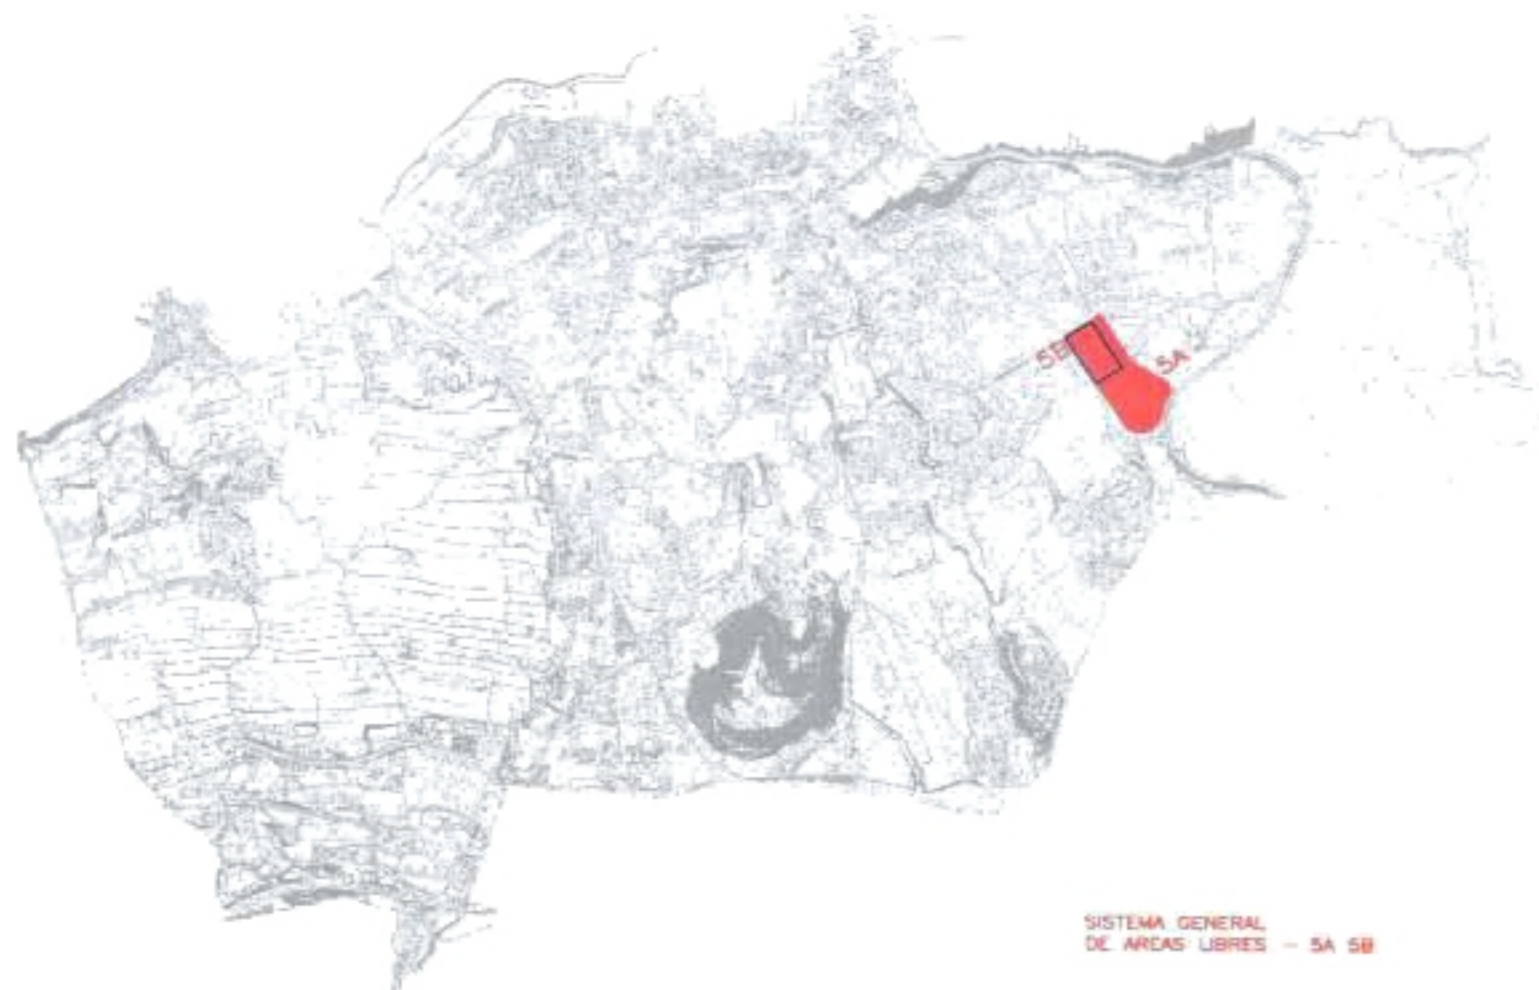 5B
5A
SISTEMA GENERAL
DE AREAS LIBRES - 5A 5B